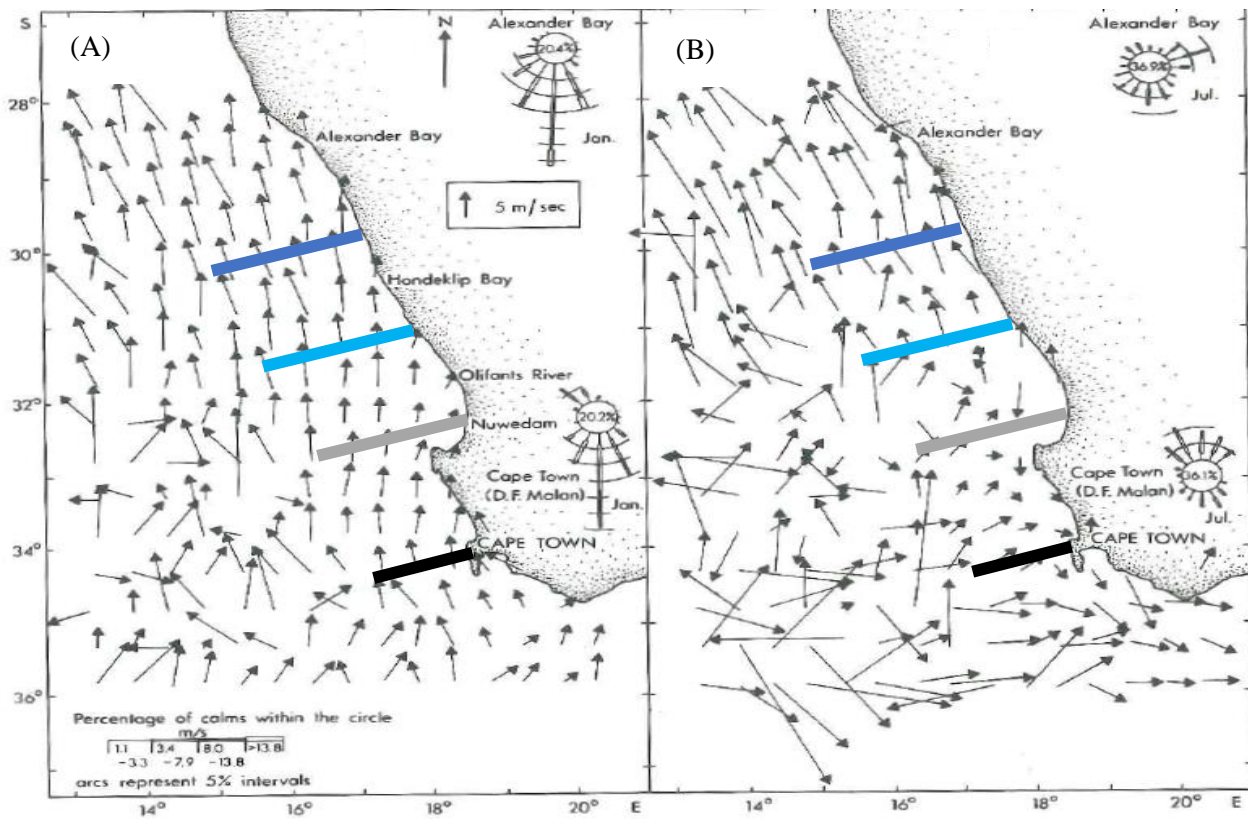 S
(A)
N
Alexander Bay
20.4%
Jan.
28°
Alexander Bay
5 m/sec
30°
Hondeklip Bay
Olifants River
32°
Nuwedam
20.2%
Cape Town
(D.F. Malan)
Jan.
34°
CAPE TOWN
36°
Percentage of calms within the circle
m/s
1.1 3.4 8.0 >13.8
-3.3 -7.9 -13.8
arcs represent 5% intervals
14° 16° 18° E
(B)
Alexander Bay
36.9%
Jul.
Alexander Bay
Cape Town
(D.F. Malan)
36.1%
Jul.
CAPE TOWN
14° 16° 18° 20° E